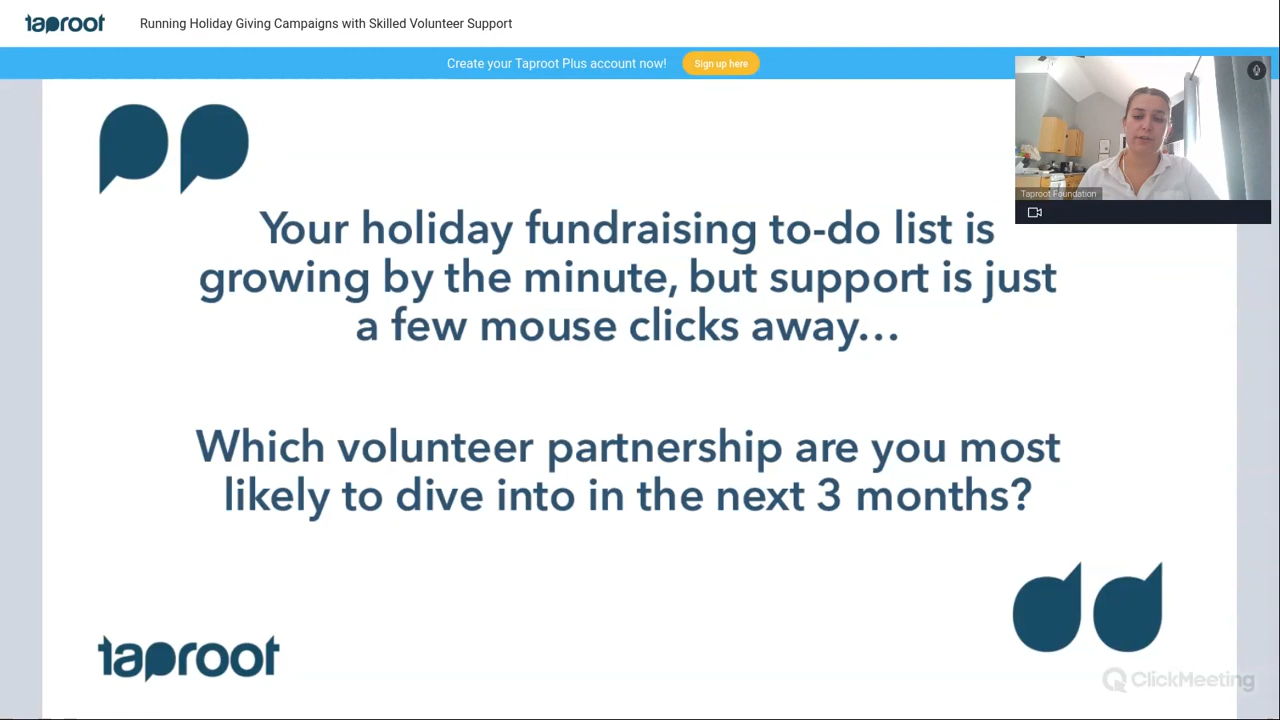 taproot
Running Holiday Giving Campaigns with Skilled Volunteer Support
Create your Taproot Plus account now!
Sign up here
Taproot Foundation
Your holiday fundraising to-do list is
growing by the minute, but support is just
a few mouse clicks away...
Which volunteer partnership are you most
likely to dive into in the next 3 months?
taproot
ClickMeeting